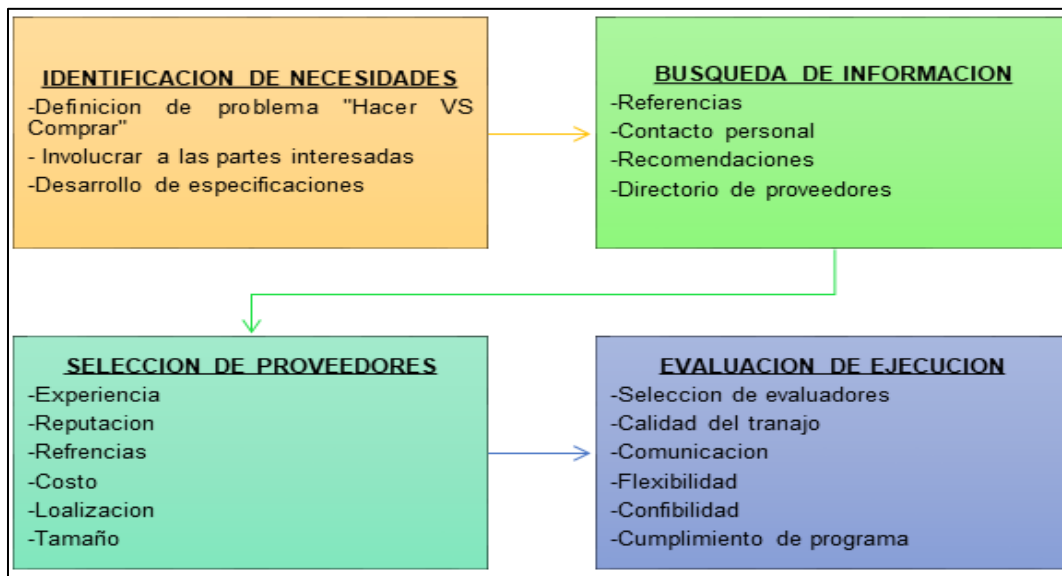 IDENTIFICACION DE NECESIDADES
-Definicion de problema "Hacer VS
Comprar"
- Involucrar a las partes interesadas
-Desarrollo de especificaciones
BUSQUEDA DE INFORMACION
-Referencias
-Contacto personal
-Recomendaciones
-Directorio de proveedores
SELECCION DE PROVEEDORES
-Experiencia
-Reputacion
-Refrencias
-Costo
-Loalizacion
-Tamaño
EVALUACION DE EJECUCION
-Seleccion de evaluadores
-Calidad del tranajo
-Comunicacion
-Flexibilidad
-Confibilidad
-Cumplimiento de programa